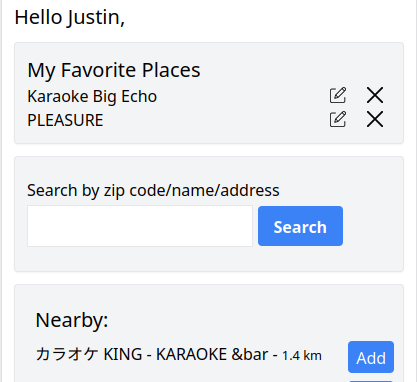 Hello Justin,
My Favorite Places
Karaoke Big Echo
PLEASURE
Search by zip code/name/address
Search
Nearby:
カラオケ KING - KARAOKE &bar - 1.4 km
Add